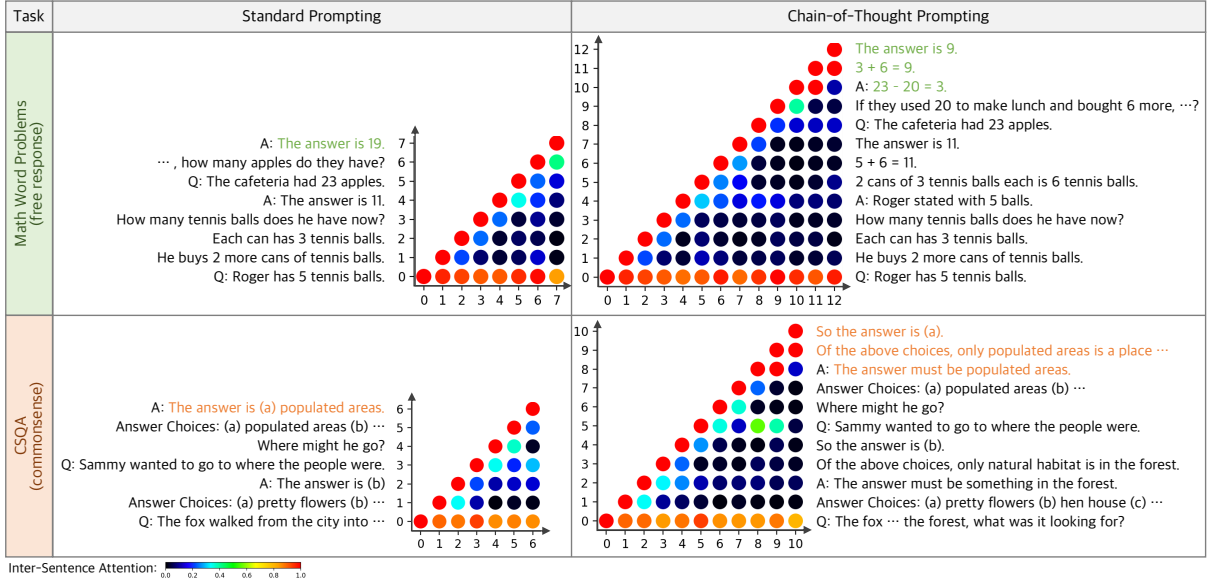 Task
Standard Prompting
Chain-of-Thought Prompting
Math Word Problems
(free response)
A: The answer is 19.
⋯ , how many apples do they have?
Q: The cafeteria had 23 apples.
A: The answer is 11.
How many tennis balls does he have now?
Each can has 3 tennis balls.
He buys 2 more cans of tennis balls.
Q: Roger has 5 tennis balls.
7
6
5
4
3
2
1
0
0 1 2 3 4 5 6 7
12
11
10
9
8
7
6
5
4
3
2
1
0
0 1 2 3 4 5 6 7 8 9 10 11 12
The answer is 9.
3 + 6 = 9.
A: 23 - 20 = 3.
If they used 20 to make lunch and bought 6 more, ⋯?
Q: The cafeteria had 23 apples.
The answer is 11.
5 + 6 = 11.
2 cans of 3 tennis balls each is 6 tennis balls.
A: Roger stated with 5 balls.
How many tennis balls does he have now?
Each can has 3 tennis balls.
He buys 2 more cans of tennis balls.
Q: Roger has 5 tennis balls.
CSQA
(commonsense)
A: The answer is (a) populated areas.
Answer Choices: (a) populated areas (b) ⋯
Where might he go?
Q: Sammy wanted to go to where the people were.
A: The answer is (b)
Answer Choices: (a) pretty flowers (b) ⋯
Q: The fox walked from the city into ⋯
6
5
4
3
2
1
0
0 1 2 3 4 5 6
10
9
8
7
6
5
4
3
2
1
0
0 1 2 3 4 5 6 7 8 9 10
So the answer is (a).
Of the above choices, only populated areas is a place ⋯
A: The answer must be populated areas.
Answer Choices: (a) populated areas (b) ⋯
Where might he go?
Q: Sammy wanted to go to where the people were.
So the answer is (b).
Of the above choices, only natural habitat is in the forest.
A: The answer must be something in the forest.
Answer Choices: (a) pretty flowers (b) hen house (c) ⋯
Q: The fox ⋯ the forest, what was it looking for?
Inter-Sentence Attention:
0.0 0.2 0.4 0.6 0.8 1.0